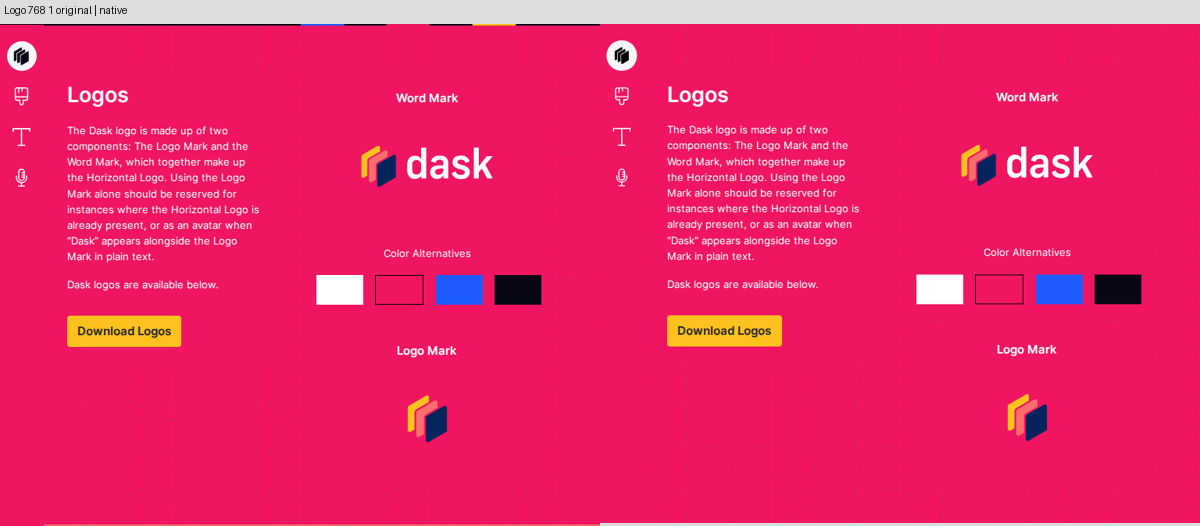 Logo 768 1 original | native
Logos
The Dask logo is made up of two
components: The Logo Mark and the
Word Mark, which together make up
the Horizontal Logo. Using the Logo
Mark alone should be reserved for
instances where the Horizontal Logo is
already present, or as an avatar when
“Dask” appears alongside the Logo
Mark in plain text.
Dask logos are available below.
Download Logos
Word Mark
dask
Color Alternatives
Logo Mark
Logos
The Dask logo is made up of two
components: The Logo Mark and the
Word Mark, which together make up
the Horizontal Logo. Using the Logo
Mark alone should be reserved for
instances where the Horizontal Logo is
already present, or as an avatar when
“Dask” appears alongside the Logo
Mark in plain text.
Dask logos are available below.
Download Logos
Word Mark
dask
Color Alternatives
Logo Mark